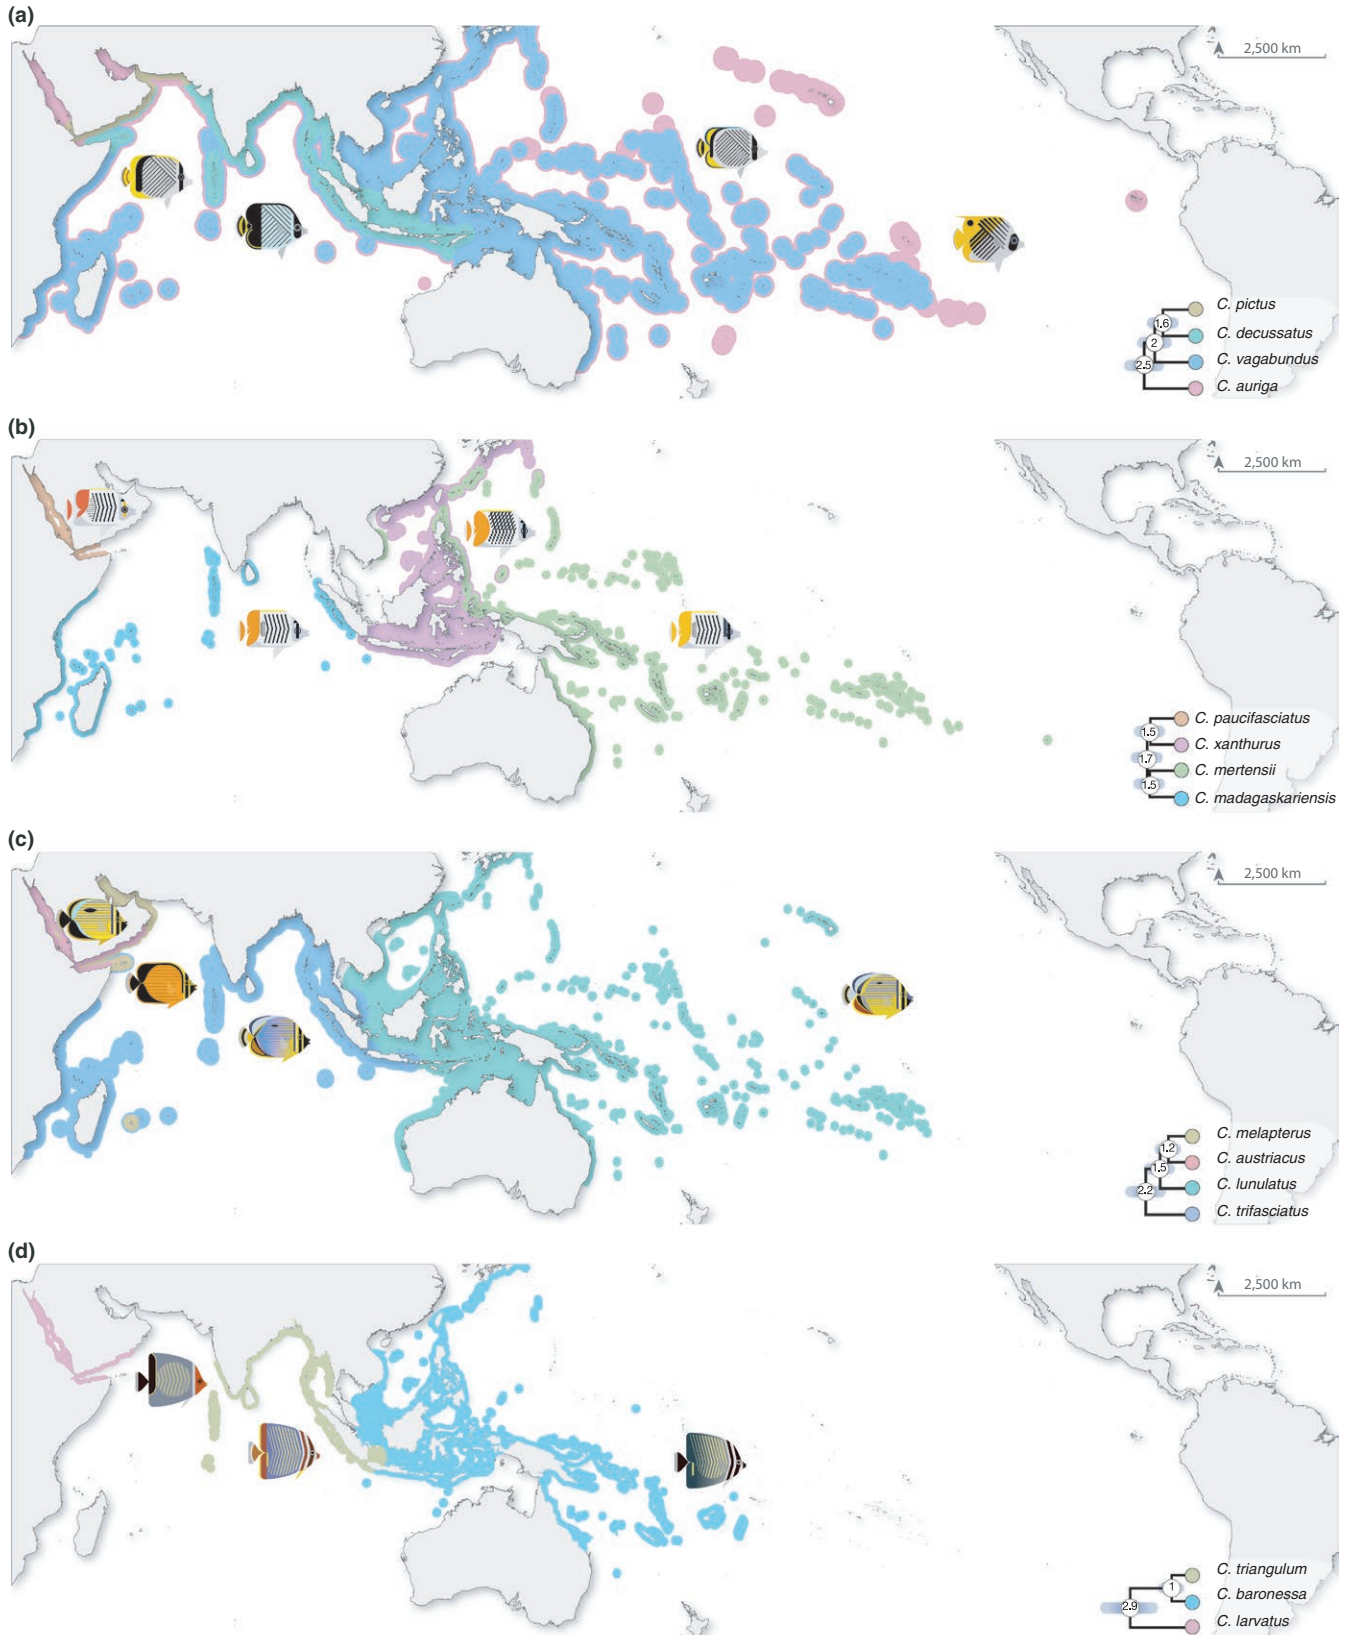 (a)
2,500 km
C. pictus
1.6
C. decussatus
2
C. vagabundus
2.5
C. auriga
(b)
2,500 km
C. paucifasciatus
1.5
C. xanthurus
1.7
C. mertensii
1.5
C. madagaskariensis
(c)
2,500 km
C. melapterus
1.2
C. austriacus
1.5
C. lunulatus
2.2
C. trifasciatus
(d)
2,500 km
C. triangulum
1
C. baronessa
2.9
C. larvatus